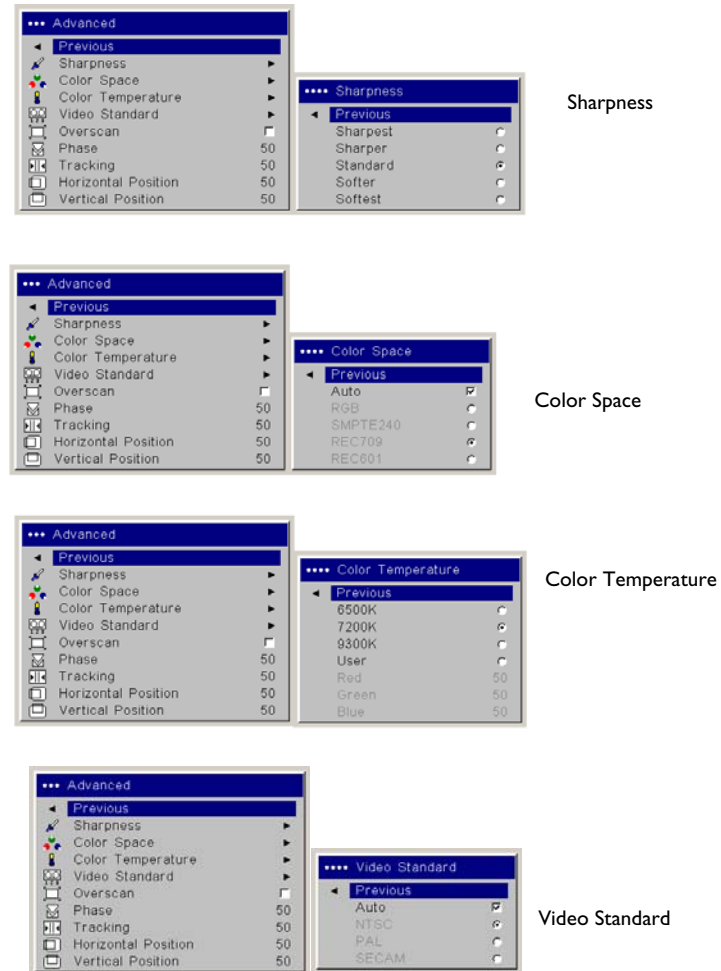 ••• Advanced
Previous
Sharpness
Color Space
Color Temperature
Video Standard
Overscan
Phase 50
Tracking 50
Horizontal Position 50
Vertical Position 50
•••• Sharpness
Previous
Sharpest
Sharper
Standard
Softer
Softest
Sharpness
••• Advanced
Previous
Sharpness
Color Space
Color Temperature
Video Standard
Overscan
Phase 50
Tracking 50
Horizontal Position 50
Vertical Position 50
•••• Color Space
Previous
Auto
RGB
SMPTE240
REC709
REC601
Color Space
••• Advanced
Previous
Sharpness
Color Space
Color Temperature
Video Standard
Overscan
Phase 50
Tracking 50
Horizontal Position 50
Vertical Position 50
•••• Color Temperature
Previous
6500K
7200K
9300K
User
Red 50
Green 50
Blue 50
Color Temperature
••• Advanced
Previous
Sharpness
Color Space
Color Temperature
Video Standard
Overscan
Phase 50
Tracking 50
Horizontal Position 50
Vertical Position 50
•••• Video Standard
Previous
Auto
NTSC
PAL
SECAM
Video Standard